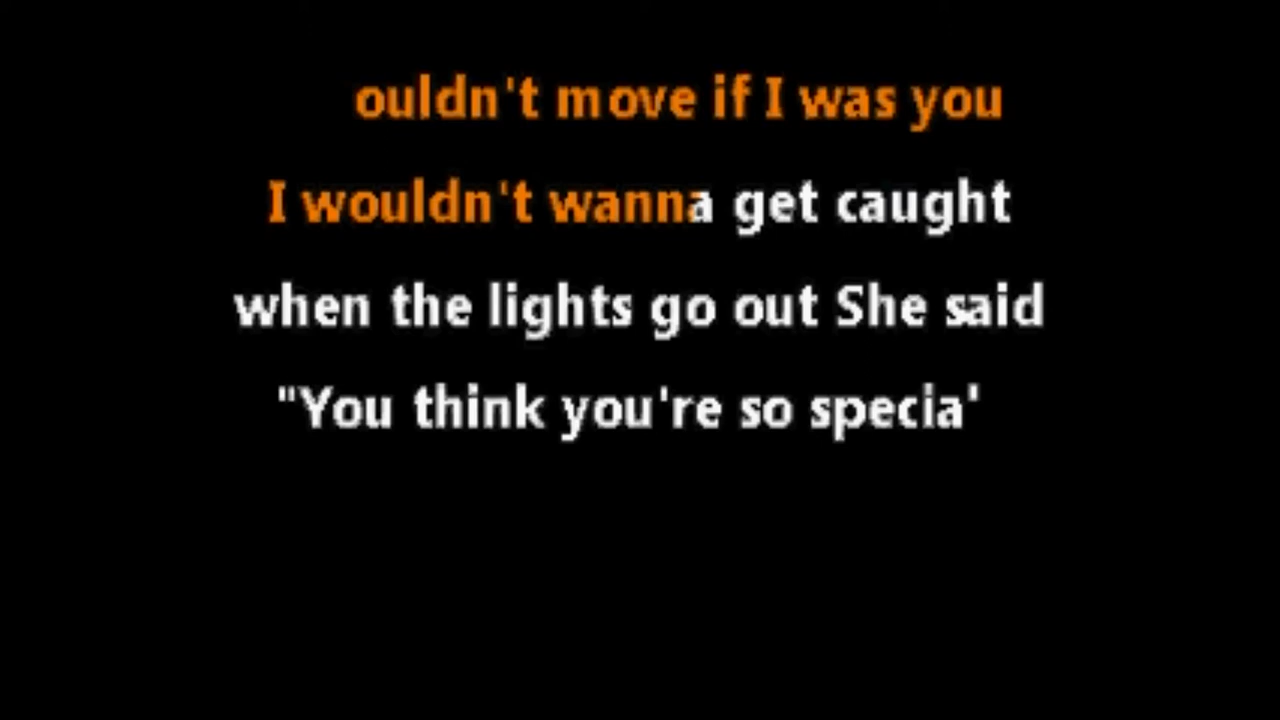 ouldn't move if I was you
I wouldn't wanna get caught
when the lights go out She said
"You think you're so specia'